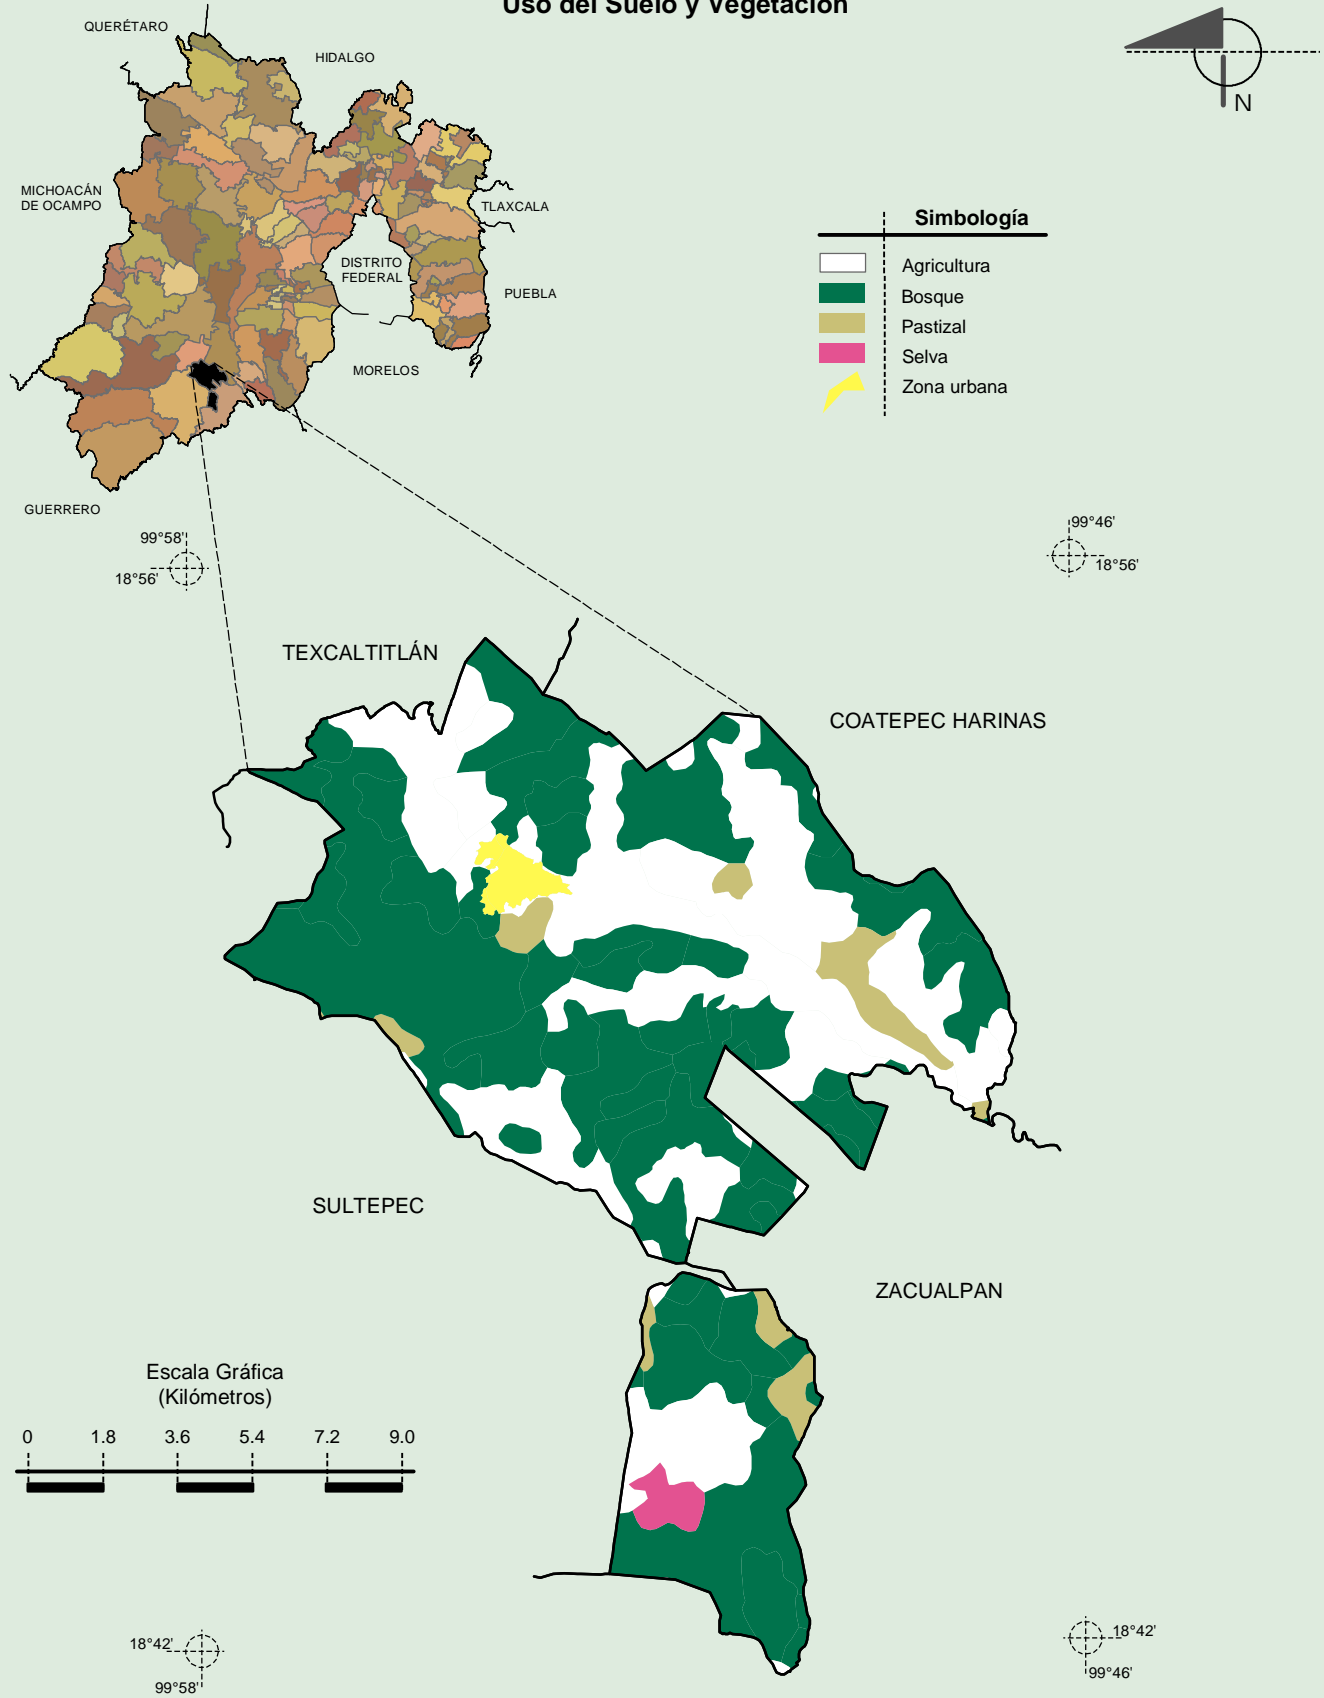 Uso del Suelo y Vegetación
QUERÉTARO
HIDALGO
N
MICHOACÁN
DE OCAMPO
TLAXCALA
DISTRITO
FEDERAL
PUEBLA
MORELOS
GUERRERO
Simbología
Agricultura
Bosque
Pastizal
Selva
Zona urbana
99°58'
18°56'
99°46'
18°56'
TEXCALTITLÁN
COATEPEC HARINAS
SULTEPEC
ZACUALPAN
Escala Gráfica
(Kilómetros)
0 1.8 3.6 5.4 7.2 9.0
18°42'
99°58'
18°42'
99°46'